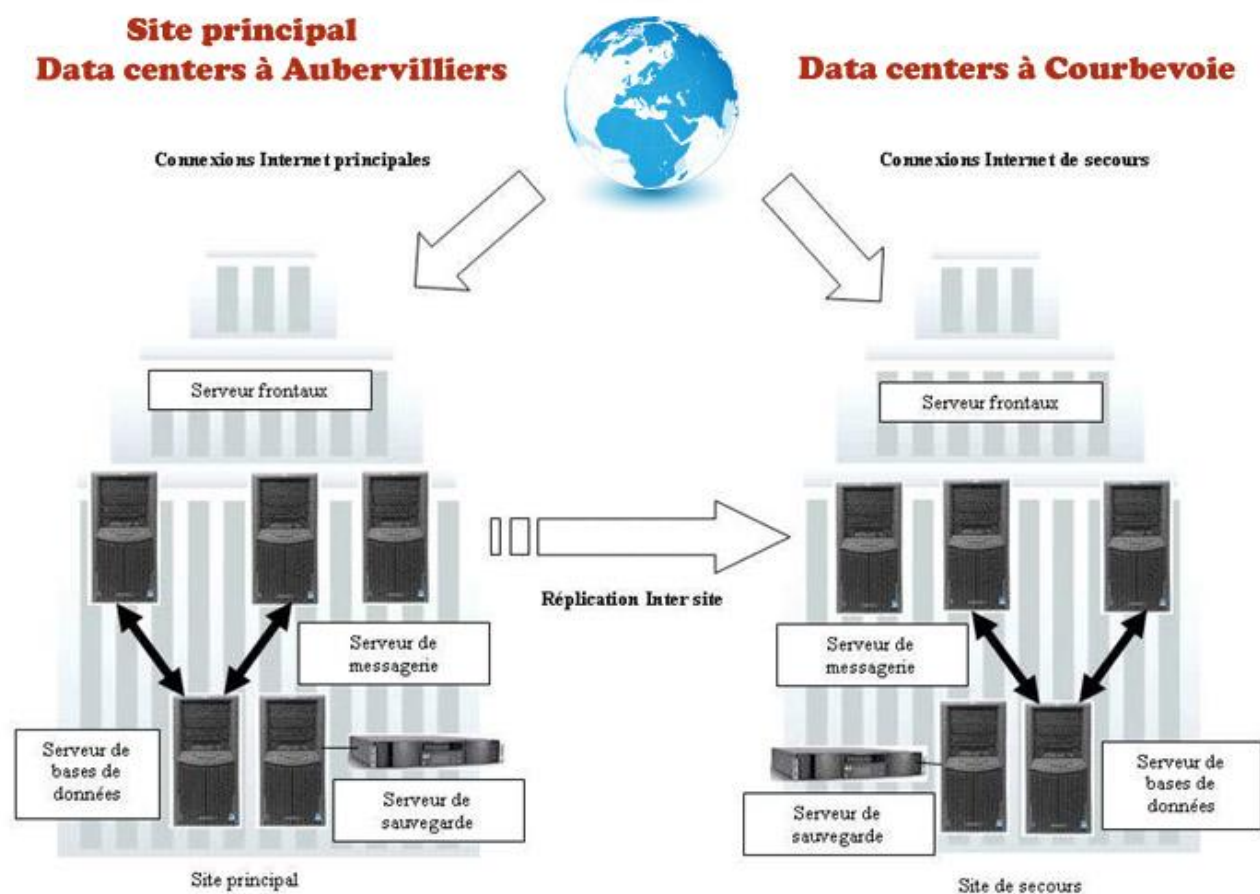 Site principal
Data centers à Aubervilliers
Data centers à Courbevoie
Connexions Internet principales
Connexions Internet de secours
Serveur frontaux
Serveur frontaux
Réplication Inter site
Serveur de
messagerie
Serveur de
messagerie
Serveur de
bases de
données
Serveur de
sauvegarde
Serveur de
sauvegarde
Serveur de
bases de
données
Site principal
Site de secours